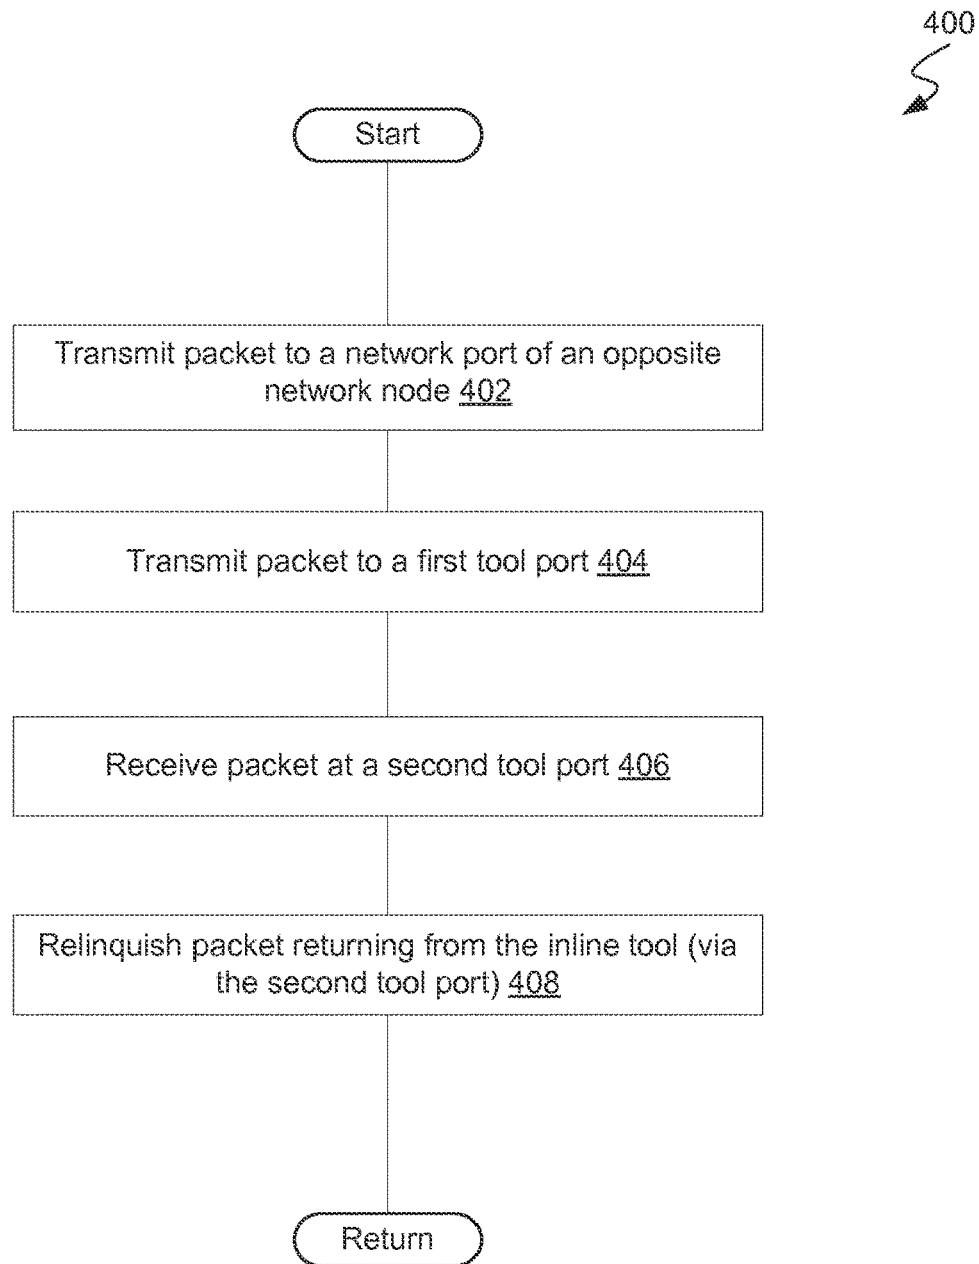 400
Start
Transmit packet to a network port of an opposite
network node 402
Transmit packet to a first tool port 404
Receive packet at a second tool port 406
Relinquish packet returning from the inline tool (via
the second tool port) 408
Return